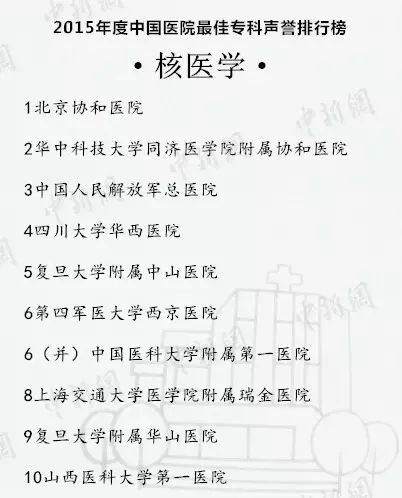 2015年度中国医院最佳专科声誉排行榜
·核医学·
1北京协和医院
2华中科技大学同济医学院附属协和医院
3中国人民解放军总医院
4四川大学华西医院
5复旦大学附属中山医院
6第四军医大学西京医院
6（并）中国医科大学附属第一医院
8上海交通大学医学院附属瑞金医院
9复旦大学附属华山医院
10山西医科大学第一医院
中新網
中新網
中新網